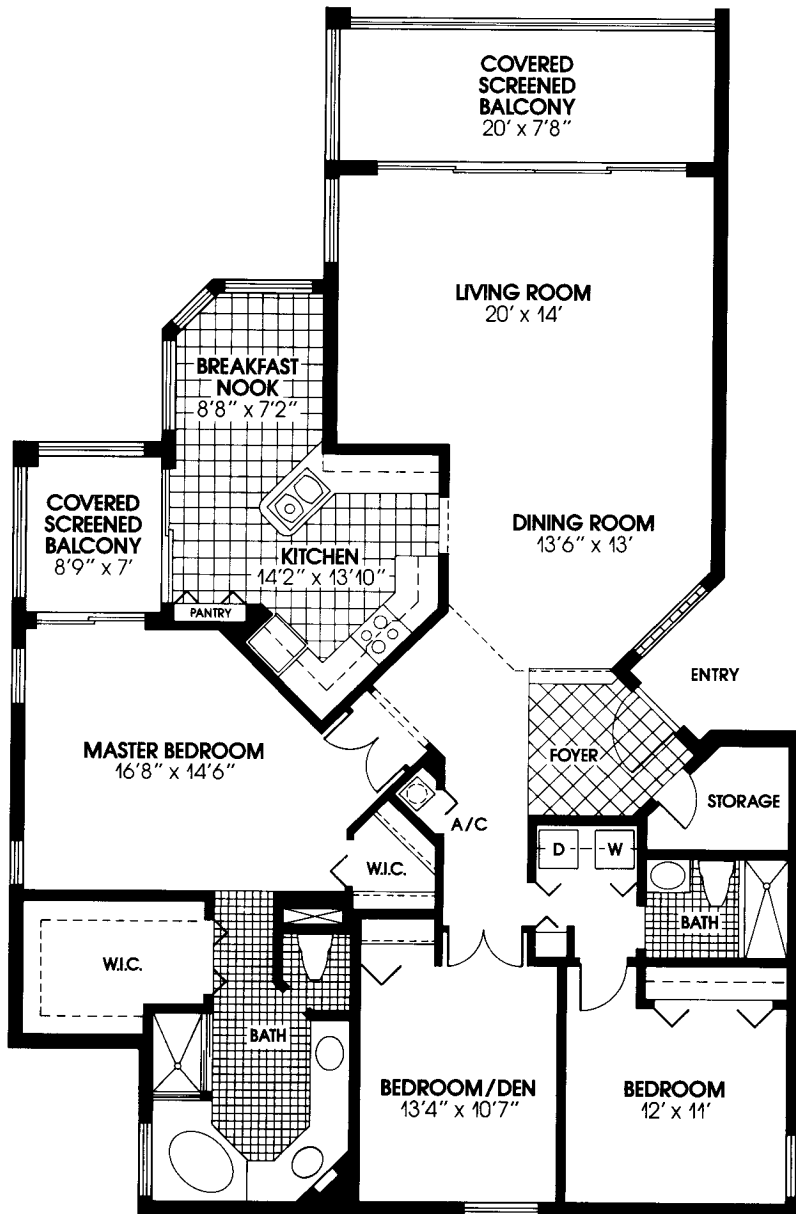 COVERED
SCREENED
BALCONY
20' x 7'8"
LIVING ROOM
20' x 14'
BREAKFAST
NOOK
8'8" x 7'2"
COVERED
SCREENED
BALCONY
8'9" x 7'
DINING ROOM
13'6" x 13'
KITCHEN
14'2" x 13'10"
PANTRY
ENTRY
MASTER BEDROOM
16'8" x 14'6"
FOYER
STORAGE
A/C
D
W
W.I.C.
BATH
W.I.C.
BATH
BEDROOM/DEN
13'4" x 10'7"
BEDROOM
12' x 11'